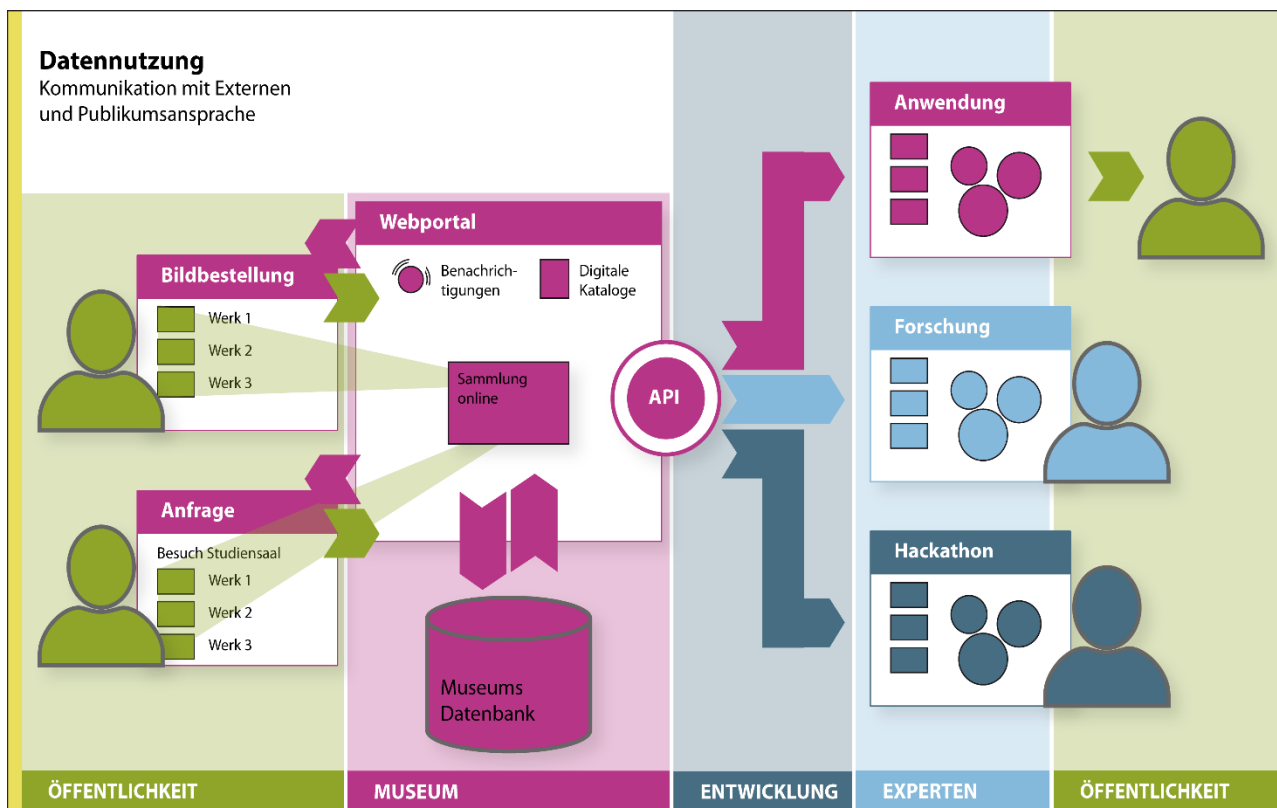 Datennutzung
Kommunikation mit Externen
und Publikumsansprache
Bildbestellung
Werk 1
Werk 2
Werk 3
Anfrage
Besuch Studiensaal
Werk 1
Werk 2
Werk 3
Webportal
Benachrich-
tigungen
Digitale
Kataloge
Sammlung
online
API
Museums
Datenbank
Anwendung
Forschung
Hackathon
ÖFFENTLICHKEIT
MUSEUM
ENTWICKLUNG
EXPERTEN
ÖFFENTLICHKEIT